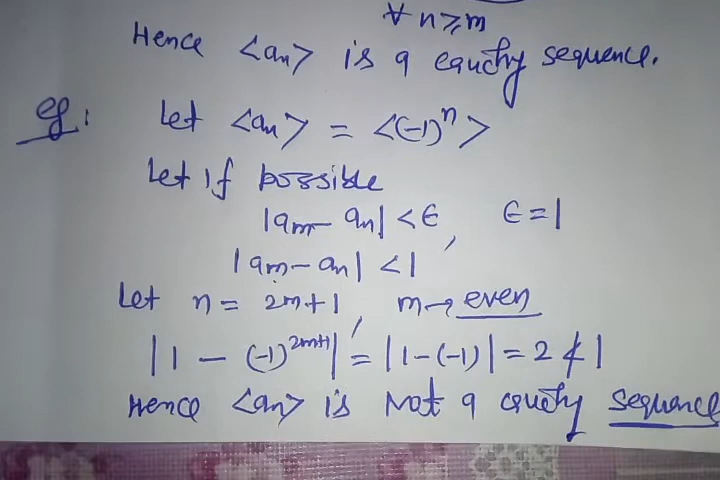 ∀ n ≥ m
Hence <an> is a cauchy sequence.
eg: Let <an> = <(-1)^n>
Let if possible
|am - an| < ϵ, ϵ = 1
|am - an| < 1
Let n = 2m+1, m → even
|1 - (-1)^2m+1| = |1-(-1)| = 2 ≮ 1
Hence <an> is Not a cauchy sequence